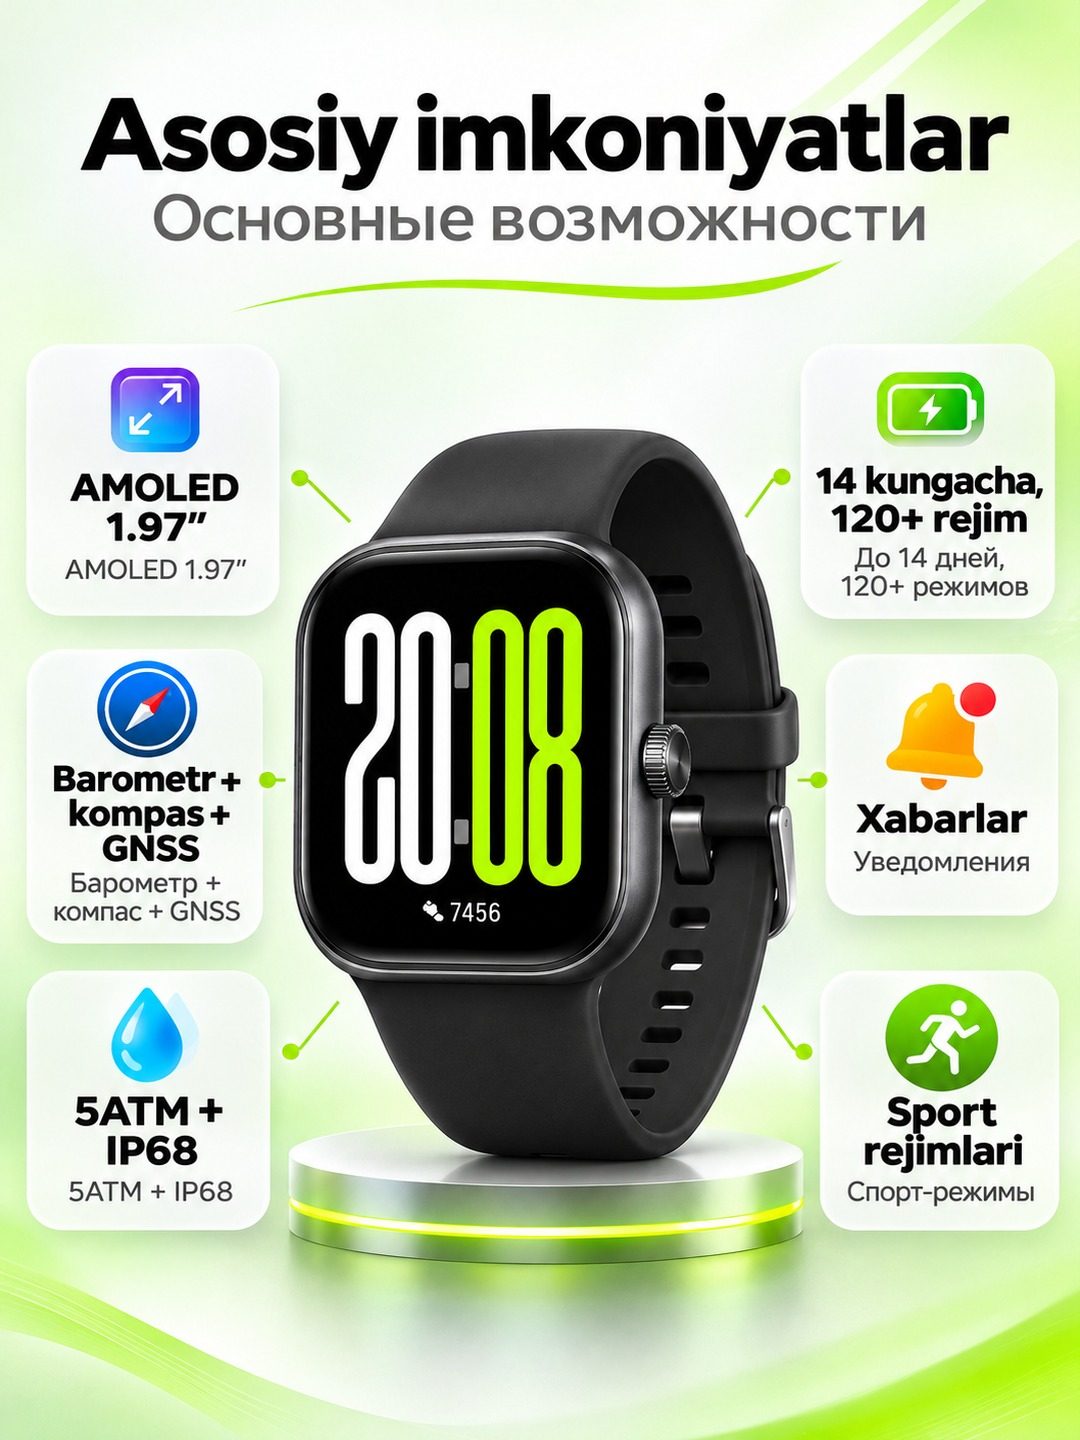 Asosiy imkoniyatlar
Основные возможности
AMOLED
1.97”
AMOLED 1.97”
14 kungacha,
120+ rejim
До 14 дней,
120+ режимов
Barometr +
kompas +
GNSS
Барометр +
компас + GNSS
20:08
7456
Xabarlar
Уведомления
5ATM +
IP68
5ATM + IP68
Sport
rejimlari
Спорт-режимы